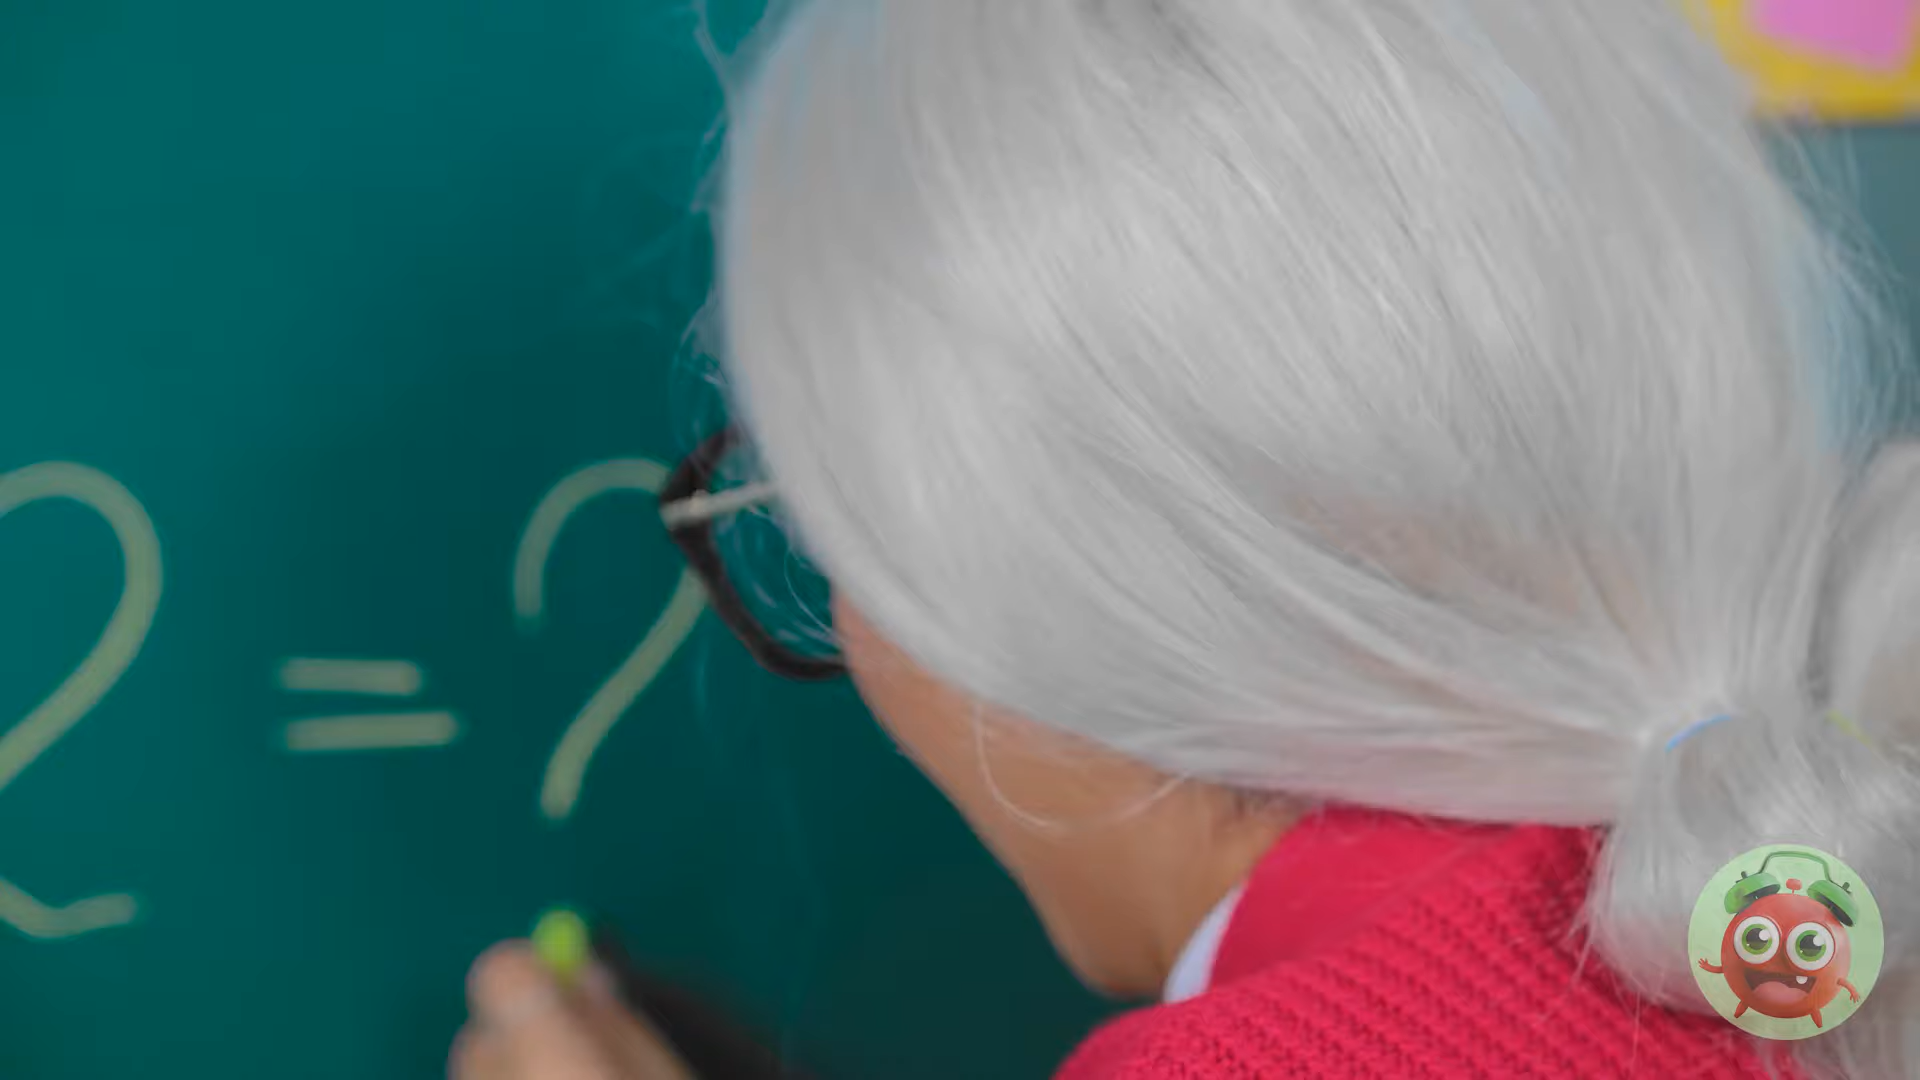 2 = ?